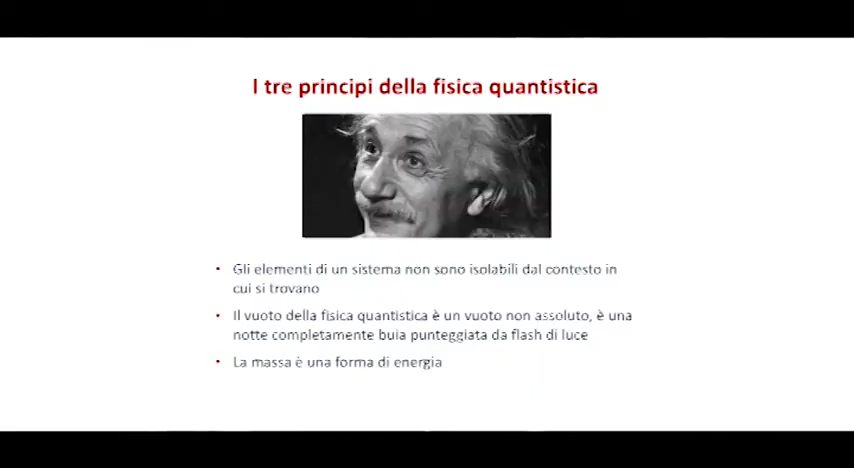 I tre principi della fisica quantistica
• Gli elementi di un sistema non sono isolabili dal contesto in
cui si trovano
• Il vuoto della fisica quantistica è un vuoto non assoluto, è una
notte completamente buia punteggiata da flash di luce
• La massa è una forma di energia